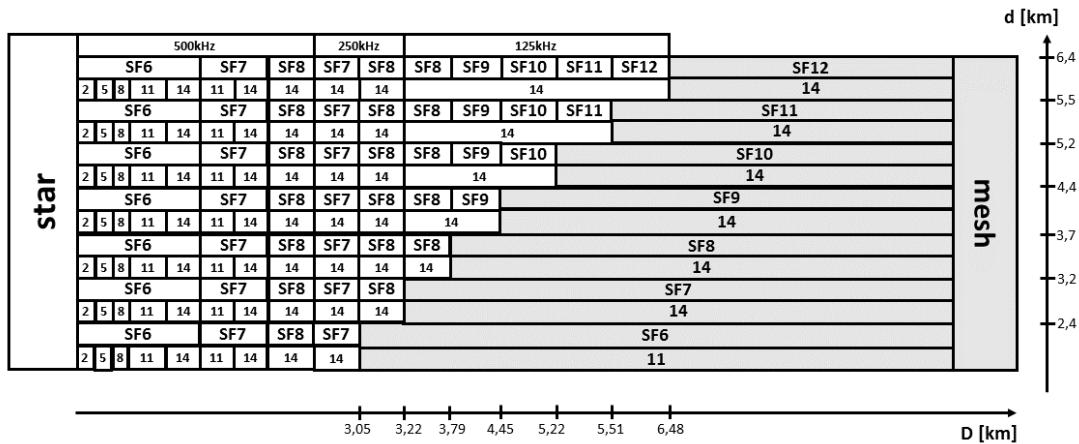 d [km]
500kHz 250kHz 125kHz
6,4
SF6 SF7 SF8 SF7 SF8 SF8 SF9 SF10 SF11 SF12 SF12
2 5 8 11 14 11 14 14 14 14 14 14
5,5
SF6 SF7 SF8 SF7 SF8 SF8 SF9 SF10 SF11 SF11
2 5 8 11 14 11 14 14 14 14 14 14
5,2
SF6 SF7 SF8 SF7 SF8 SF8 SF9 SF10 SF10
2 5 8 11 14 11 14 14 14 14 14 14
4,4
star
mesh
SF6 SF7 SF8 SF7 SF8 SF8 SF9 SF9
2 5 8 11 14 11 14 14 14 14 14 14
3,7
SF6 SF7 SF8 SF7 SF8 SF8 SF8
2 5 8 11 14 11 14 14 14 14 14 14
3,2
SF6 SF7 SF8 SF7 SF8 SF7
2 5 8 11 14 11 14 14 14 14 14
2,4
SF6 SF7 SF8 SF7 SF6
2 5 8 11 14 11 14 14 14 11
3,05 3,22 3,79 4,45 5,22 5,51 6,48
D [km]